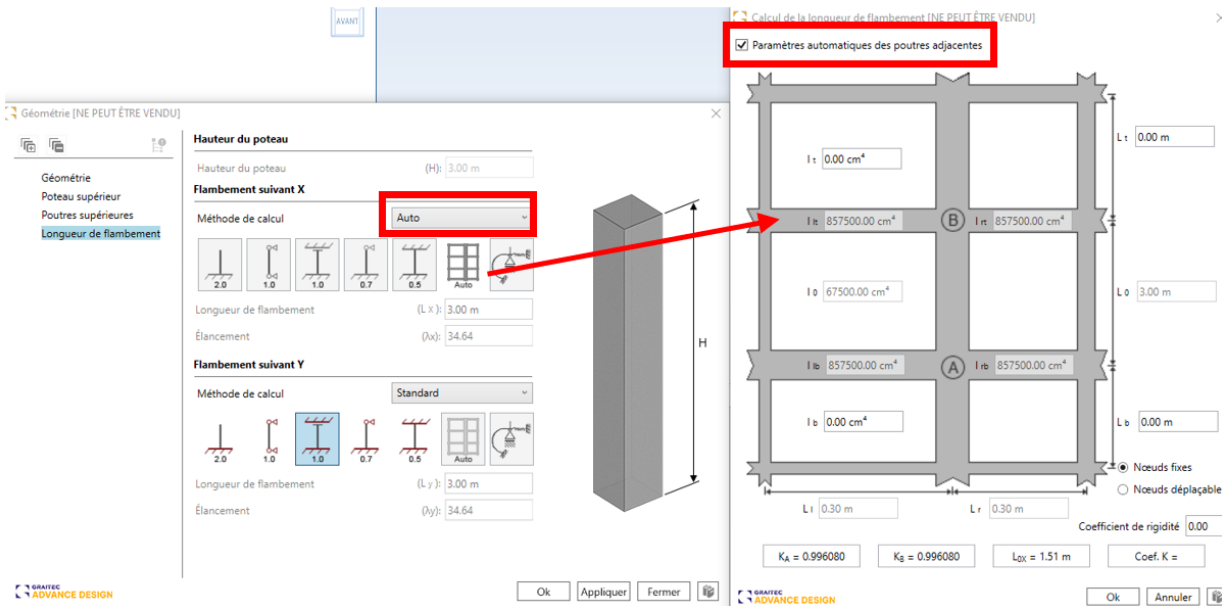 AVANT
Géométrie [NE PEUT ÊTRE VENDU]
Géométrie
Poteau supérieur
Poutres supérieures
Longueur de flambement
Hauteur du poteau
Hauteur du poteau (H): 3.00 m
Flambement suivant X
Méthode de calcul Auto
2.0 1.0 1.0 0.7 0.5 Auto
Longueur de flambement (L x ): 3.00 m
Élancement (λx): 34.64
Flambement suivant Y
Méthode de calcul Standard
2.0 1.0 1.0 0.7 0.5 Auto
Longueur de flambement (L y ): 3.00 m
Élancement (λy): 34.64
H
GRAITEC
ADVANCE DESIGN
Ok Appliquer Fermer
Calcul de la longueur de flambement [NE PEUT ÊTRE VENDU]
Paramètres automatiques des poutres adjacentes
L t 0.00 m
I t 0.00 cm⁴
I lt 857500.00 cm⁴ B I rt 857500.00 cm⁴
I 0 67500.00 cm⁴ L 0 3.00 m
I lb 857500.00 cm⁴ A I rb 857500.00 cm⁴
I b 0.00 cm⁴ L b 0.00 m
Nœuds fixes
Nœuds déplaçable
L l 0.30 m L r 0.30 m
Coefficient de rigidité 0.00
KA = 0.996080 KB = 0.996080 L0X = 1.51 m Coef. K =
GRAITEC
ADVANCE DESIGN
Ok Annuler